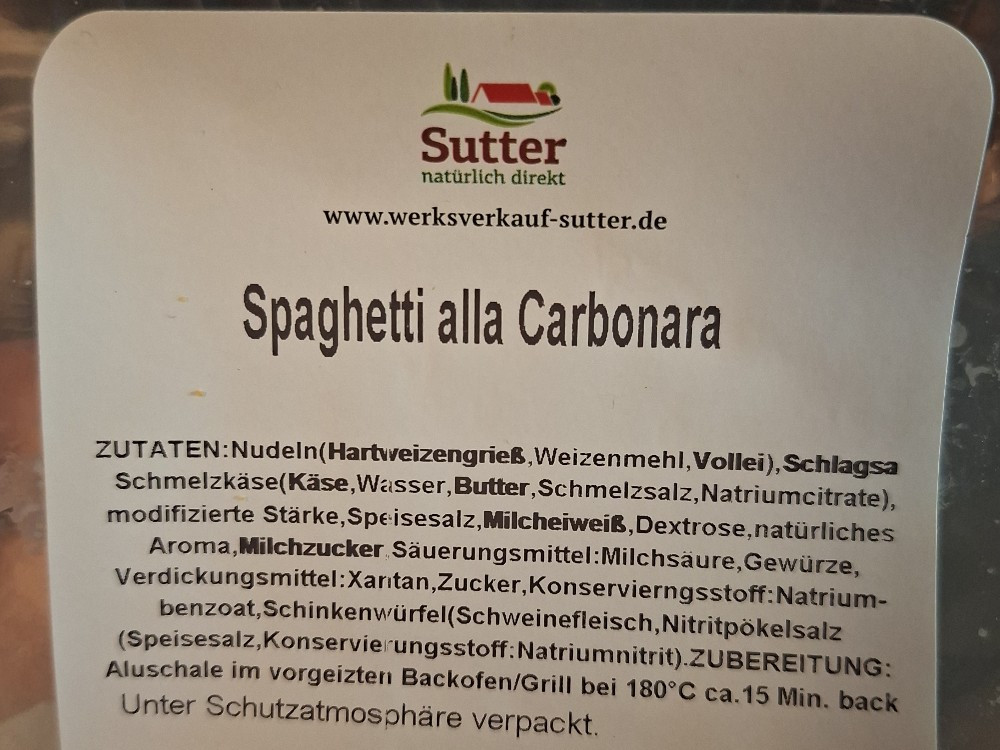 Sutter
natürlich direkt
www.werksverkauf-sutter.de
Spaghetti alla Carbonara
ZUTATEN:Nudeln(Hartweizengrieß,Weizenmehl,Vollei),Schlagsa
Schmelzkäse(Käse,Wasser,Butter,Schmelzsalz,Natriumcitrate),
modifizierte Stärke,Speisesalz,Milcheiweiß,Dextrose,natürliches
Aroma,Milchzucker,Säuerungsmittel:Milchsäure,Gewürze,
Verdickungsmittel:Xantan,Zucker,Konservierngsstoff:Natrium-
benzoat,Schinkenwürfel(Schweinefleisch,Nitritpökelsalz
(Speisesalz,Konservierungsstoff:Natriumnitrit).ZUBEREITUNG:
Aluschale im vorgeizten Backofen/Grill bei 180°C ca.15 Min. back
Unter Schutzatmosphäre verpackt.